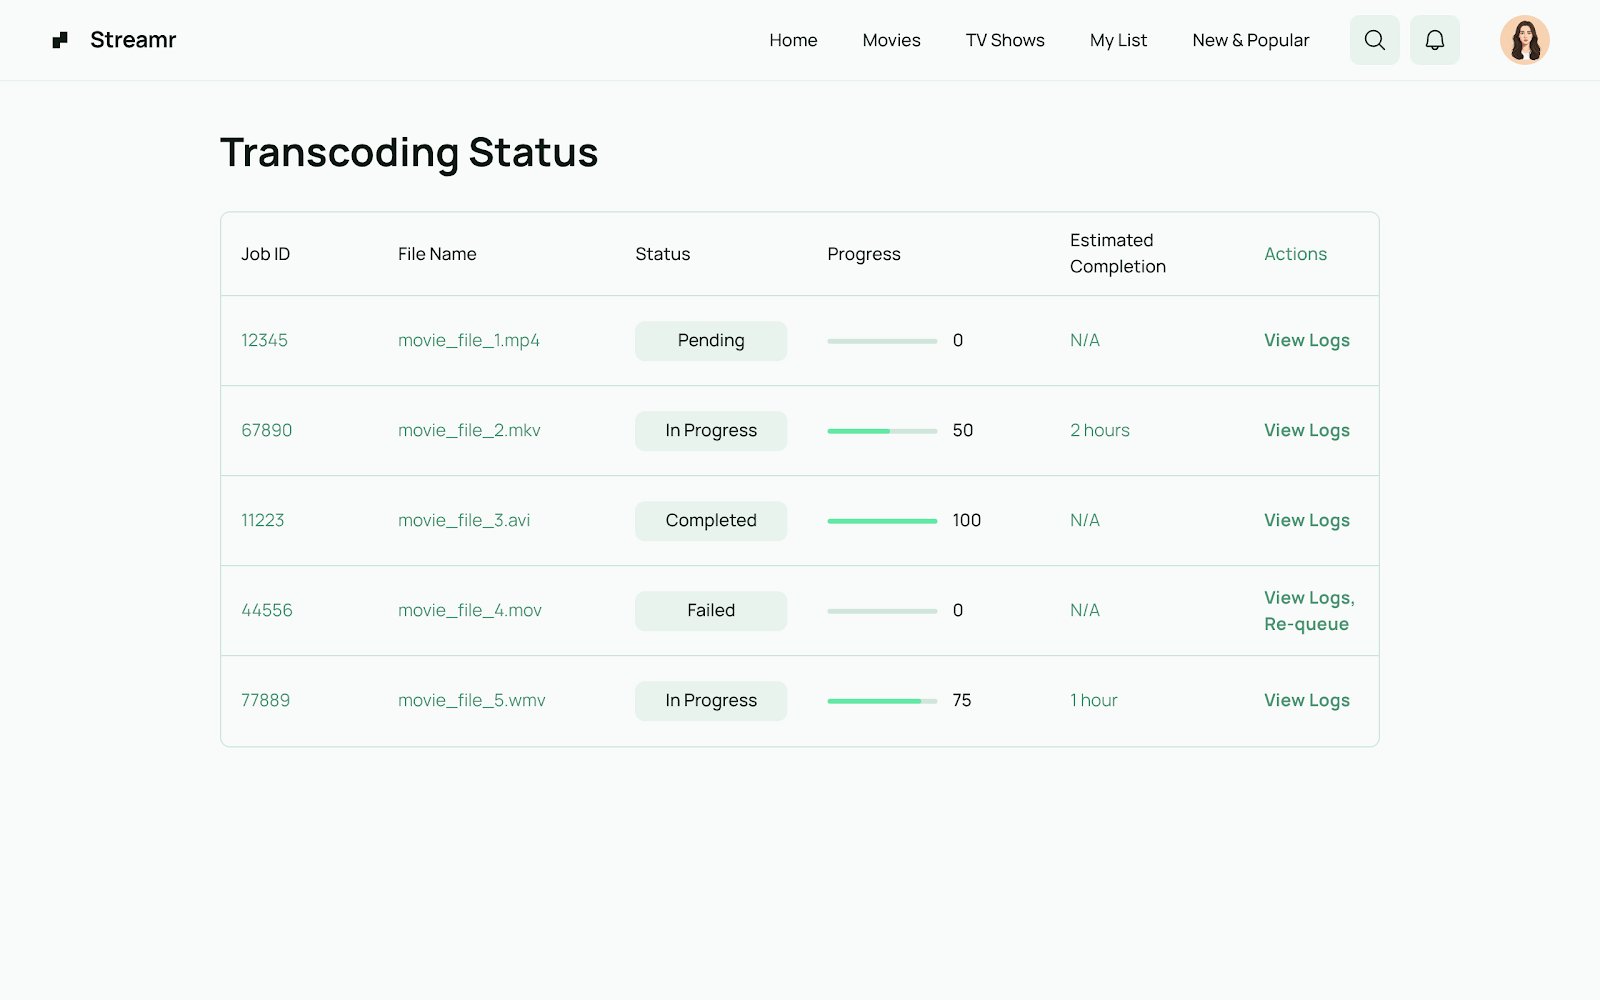 Streamr
Home Movies TV Shows My List New & Popular
Transcoding Status
Job ID File Name Status Progress Estimated Completion Actions
12345 movie_file_1.mp4 Pending 0 N/A View Logs
67890 movie_file_2.mkv In Progress 50 2 hours View Logs
11223 movie_file_3.avi Completed 100 N/A View Logs
44556 movie_file_4.mov Failed 0 N/A View Logs, Re-queue
77889 movie_file_5.wmv In Progress 75 1 hour View Logs